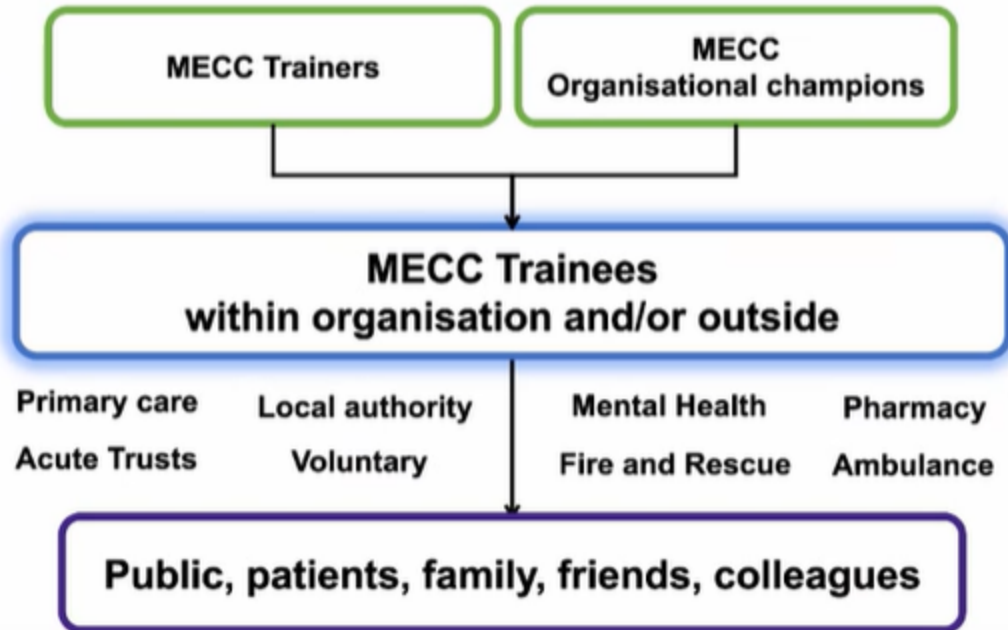 MECC Trainers
MECC
Organisational champions
MECC Trainees
within organisation and/or outside
Primary care
Local authority
Mental Health
Pharmacy
Acute Trusts
Voluntary
Fire and Rescue
Ambulance
Public, patients, family, friends, colleagues